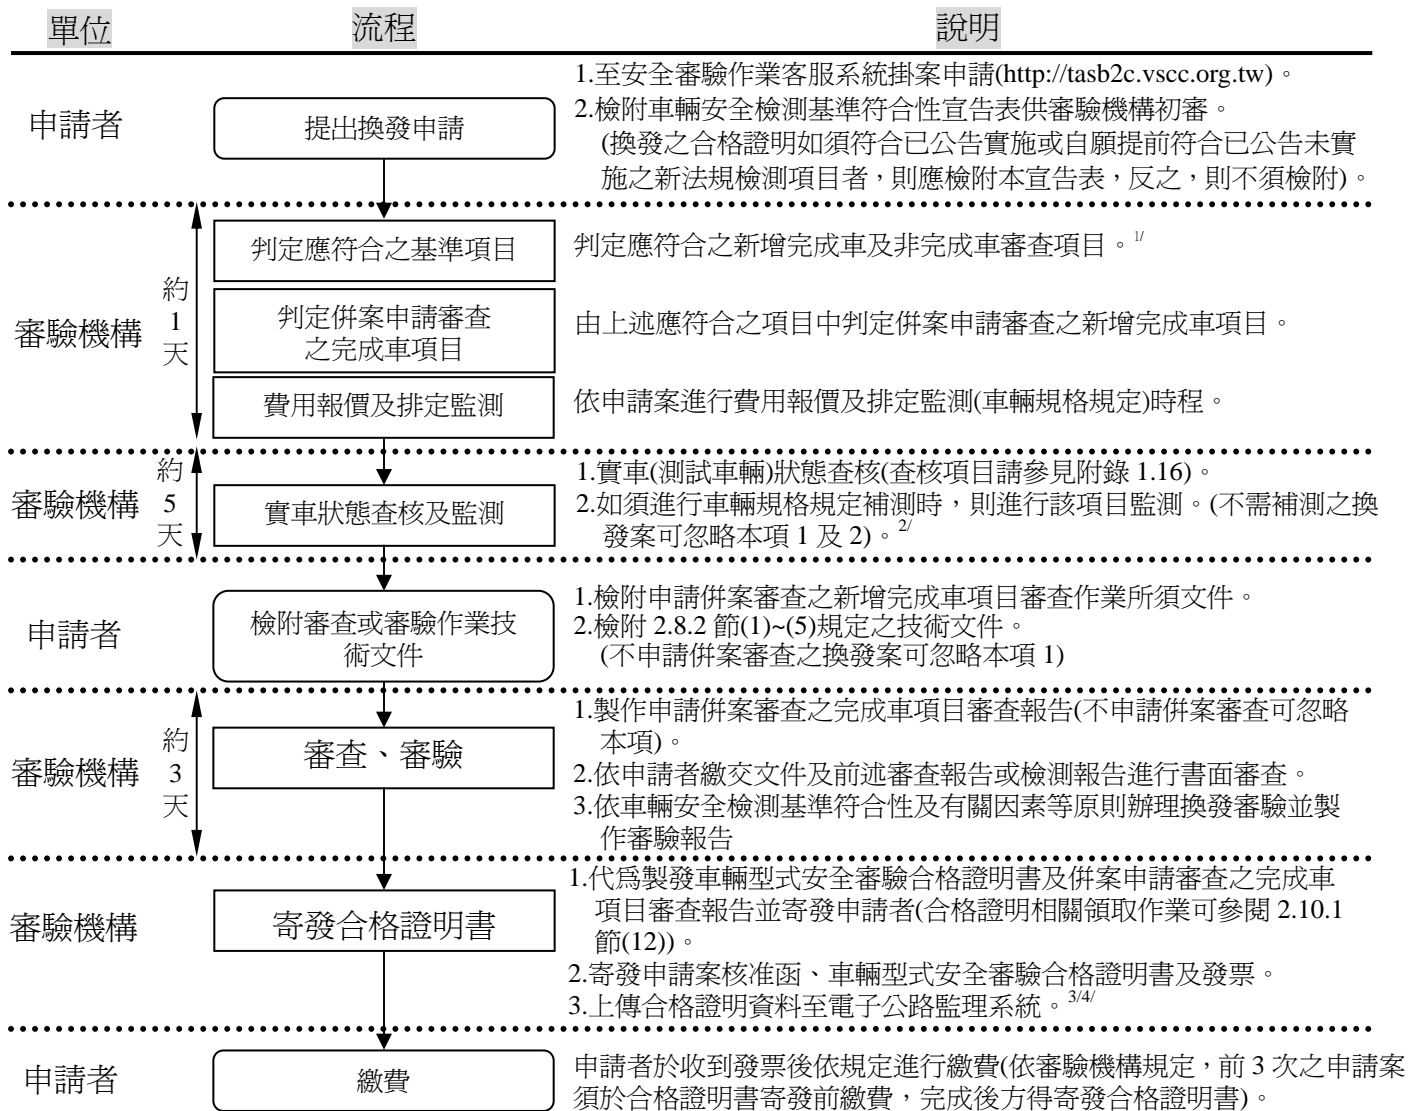 單位 流程 說明
申請者
提出換發申請
1.至安全審驗作業客服系統掛案申請(http://tasb2c.vscc.org.tw)。
2.檢附車輛安全檢測基準符合性宣告表供審驗機構初審。
(換發之合格證明如須符合已公告實施或自願提前符合已公告未實
施之新法規檢測項目者，則應檢附本宣告表，反之，則不須檢附)。
審驗機構
約
1
天
判定應符合之基準項目
判定應符合之新增完成車及非完成車審查項目。1/
判定併案申請審查
之完成車項目
由上述應符合之項目中判定併案申請審查之新增完成車項目。
費用報價及排定監測
依申請案進行費用報價及排定監測(車輛規格規定)時程。
審驗機構
約
5
天
實車狀態查核及監測
1.實車(測試車輛)狀態查核(查核項目請參見附錄 1.16)。
2.如須進行車輛規格規定補測時，則進行該項目監測。(不需補測之換
發案可忽略本項 1 及 2)。2/
申請者
檢附審查或審驗作業技
術文件
1.檢附申請併案審查之新增完成車項目審查作業所須文件。
2.檢附 2.8.2 節(1)~(5)規定之技術文件。
(不申請併案審查之換發案可忽略本項 1)
審驗機構
約
3
天
審查、審驗
1.製作申請併案審查之完成車項目審查報告(不申請併案審查可忽略
本項)。
2.依申請者繳交文件及前述審查報告或檢測報告進行書面審查。
3.依車輛安全檢測基準符合性及有關因素等原則辦理換發審驗並製
作審驗報告
審驗機構
寄發合格證明書
1.代為製發車輛型式安全審驗合格證明書及併案申請審查之完成車
項目審查報告並寄發申請者(合格證明相關領取作業可參閱 2.10.1
節(12))。
2.寄發申請案核准函、車輛型式安全審驗合格證明書及發票。
3.上傳合格證明資料至電子公路監理系統。3/4/
申請者
繳費
申請者於收到發票後依規定進行繳費(依審驗機構規定，前 3 次之申請案
須於合格證明書寄發前繳費，完成後方得寄發合格證明書)。